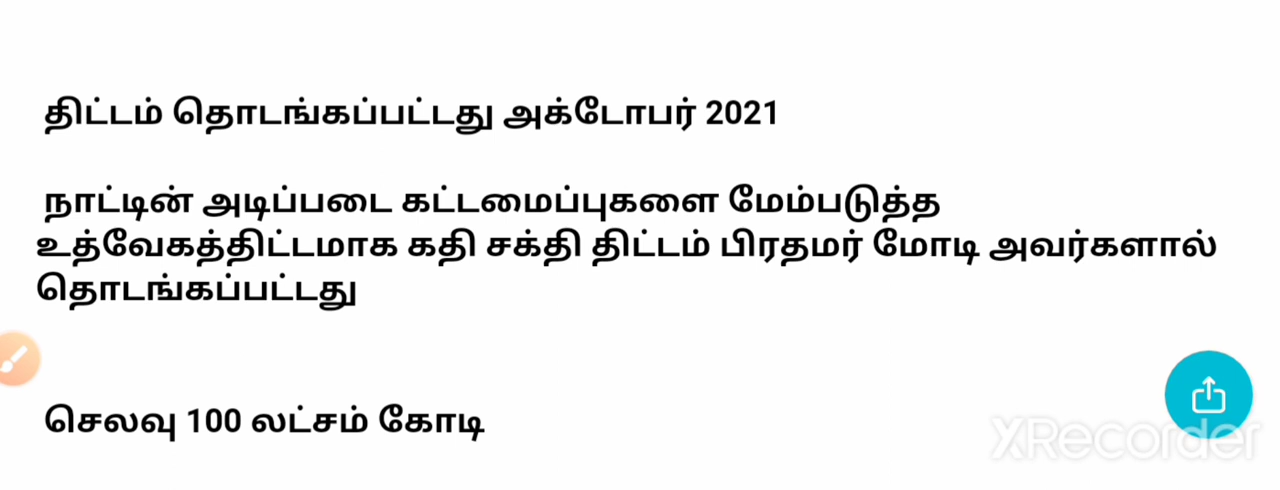 திட்டம் தொடங்கப்பட்டது அக்டோபர் 2021
நாட்டின் அடிப்படை கட்டமைப்புகளை மேம்படுத்த
உத்வேகத்திட்டமாக கதி சக்தி திட்டம் பிரதமர் மோடி அவர்களால்
தொடங்கப்பட்டது
செலவு 100 லட்சம் கோடி
XRecorder